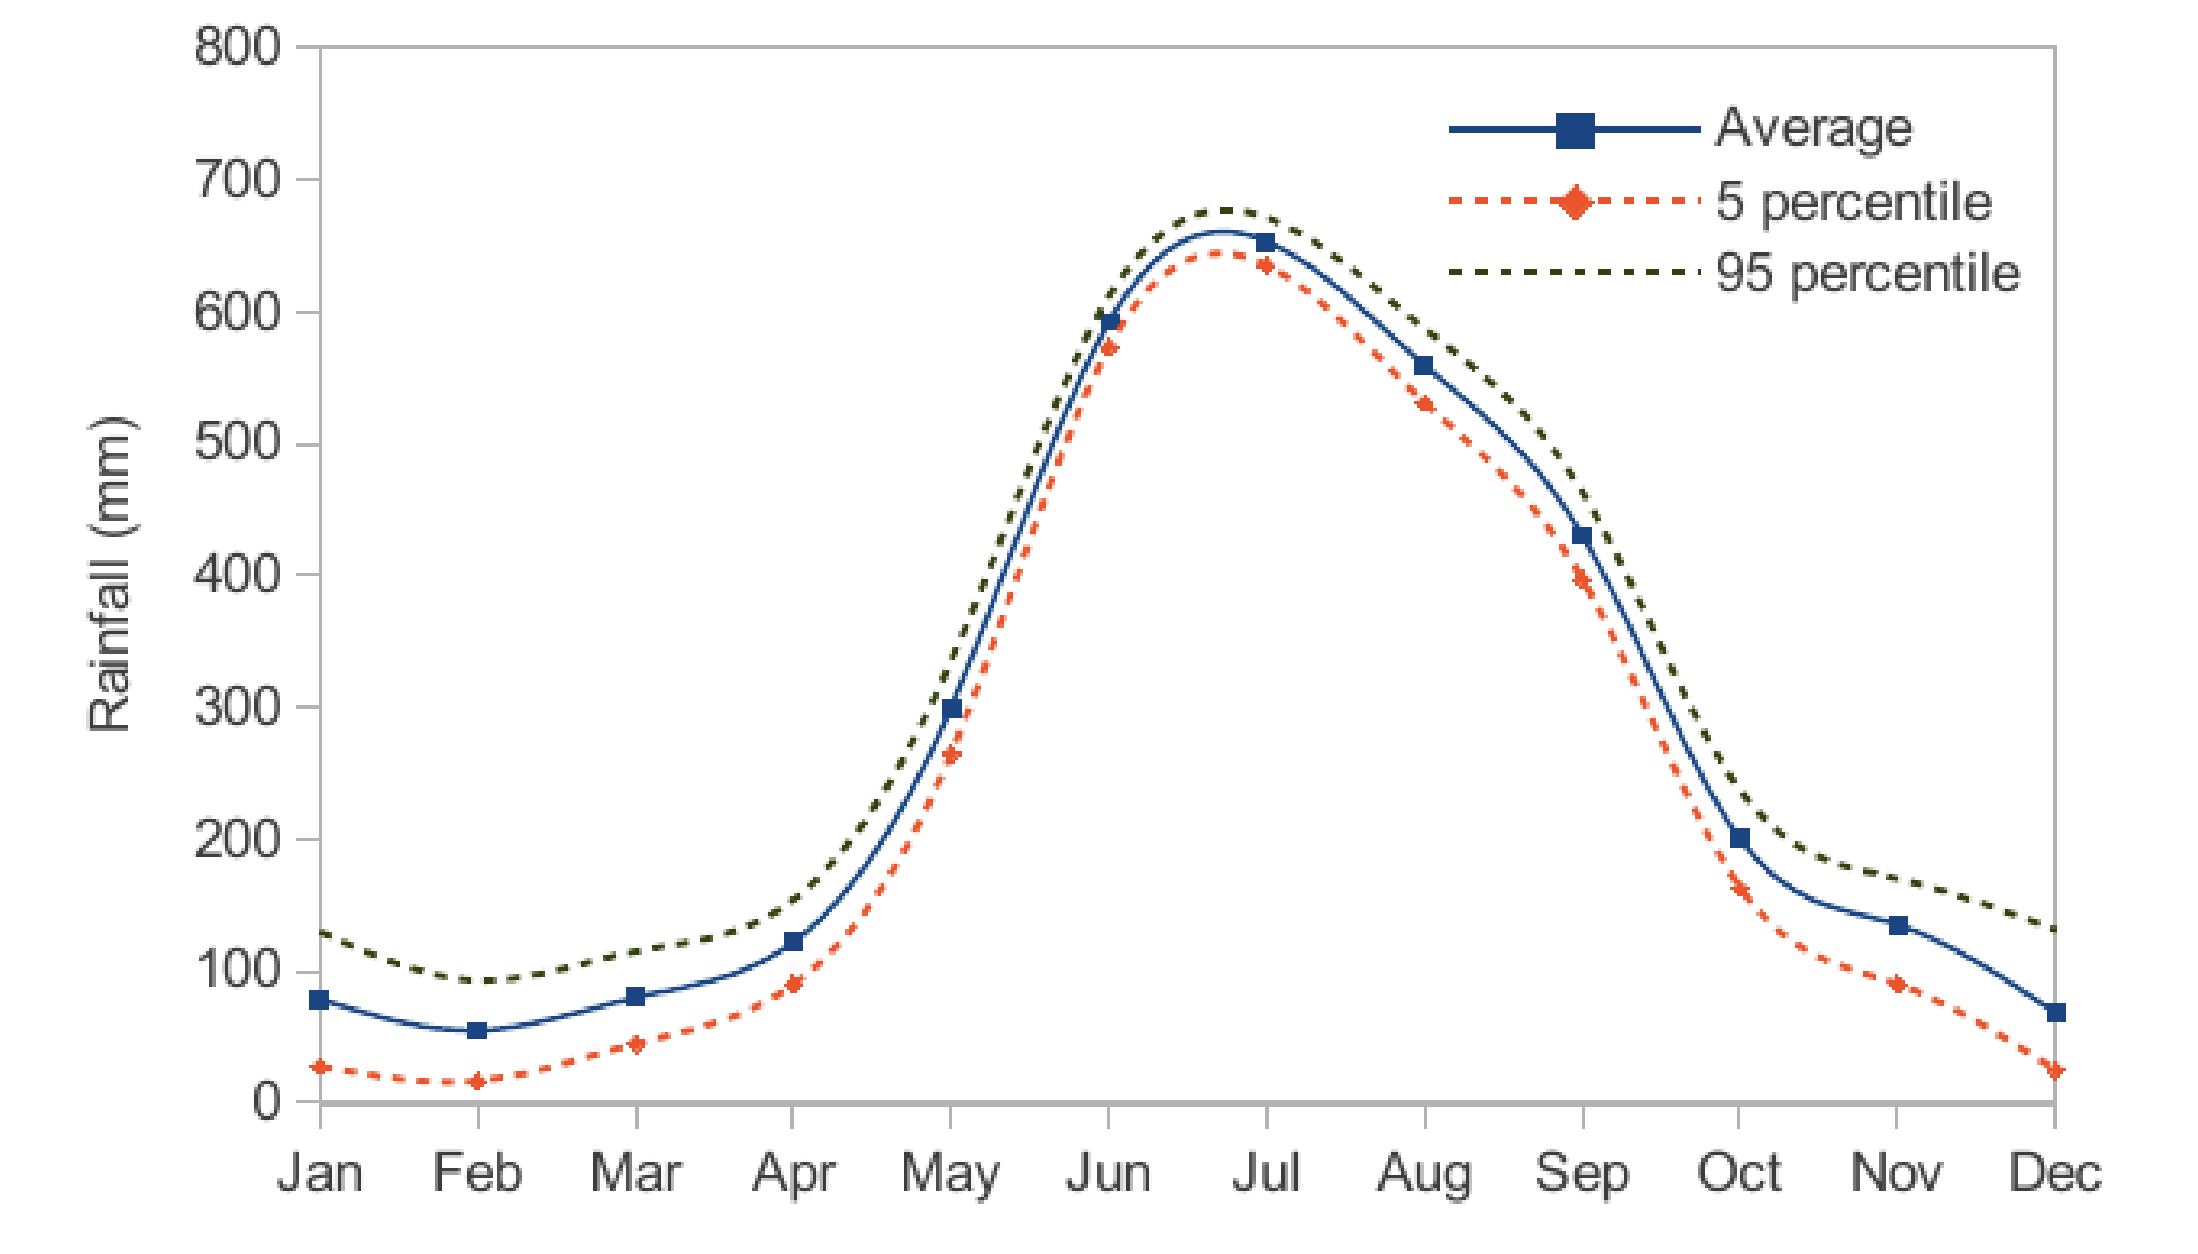 800
700
600
500
400
300
200
100
0
Rainfall (mm)
Average
5 percentile
95 percentile
Jan Feb Mar Apr May Jun Jul Aug Sep Oct Nov Dec